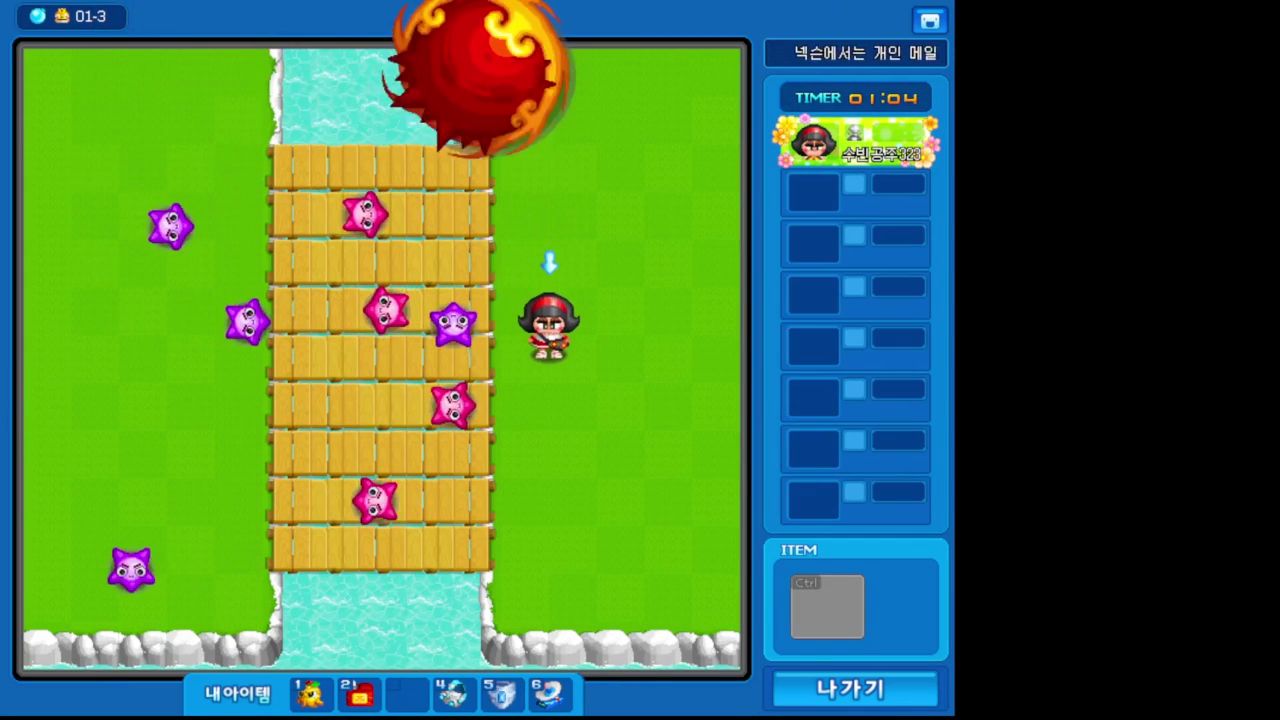 01-3
넥슨에서는 개인 메일
TIMER 01:04
수빈공주323
ITEM
Ctrl
내아이템
1
2
4
5
6
나가기